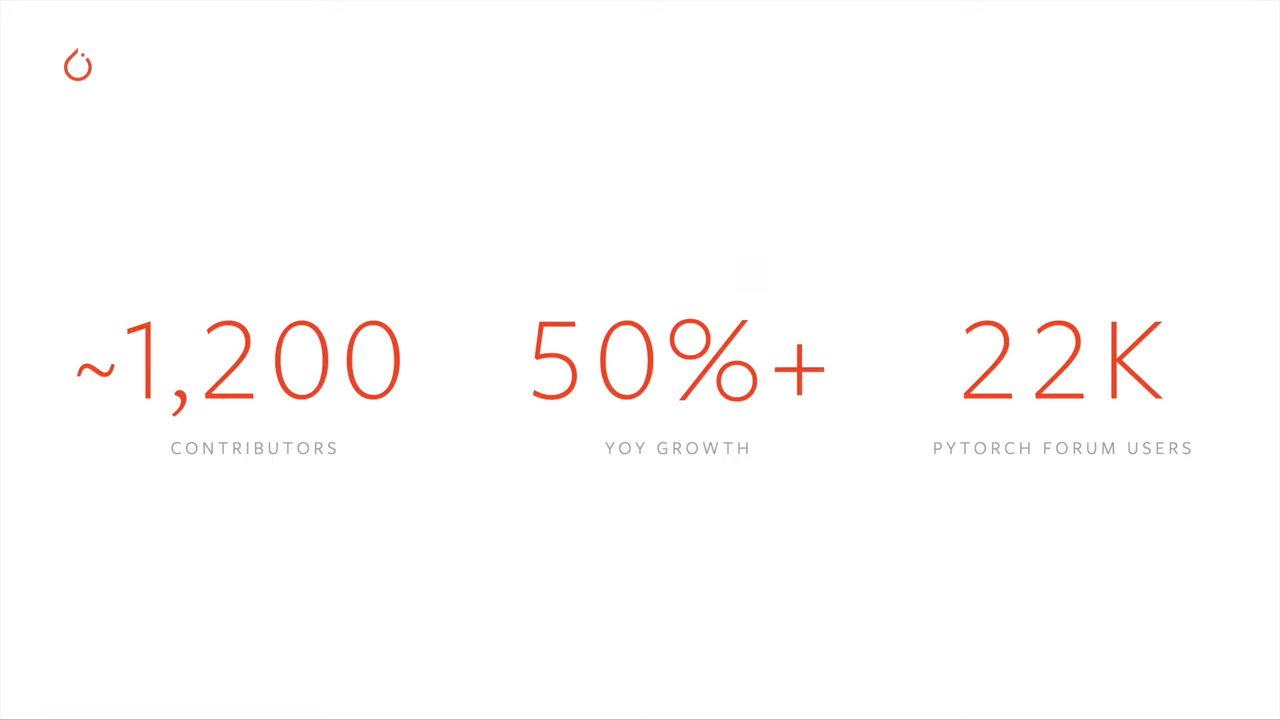 ~1,200
CONTRIBUTORS
50%+
YOY GROWTH
22K
PYTORCH FORUM USERS